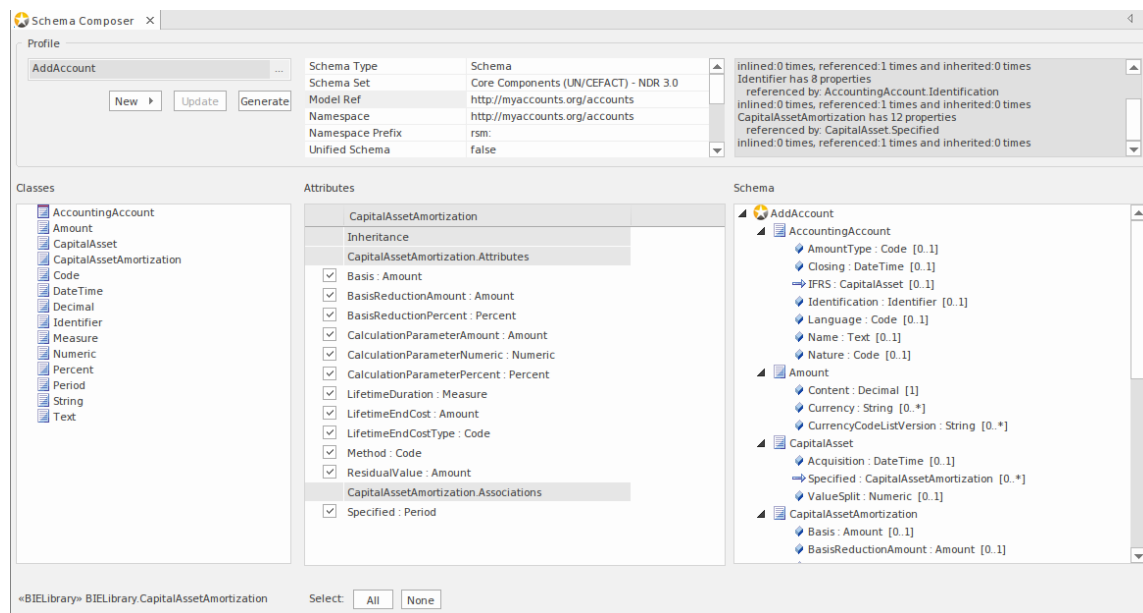 Schema Composer
Profile
AddAccount
...
New
Update
Generate
Schema Type Schema
Schema Set Core Components (UN/CEFACT) - NDR 3.0
Model Ref http://myaccounts.org/accounts
Namespace http://myaccounts.org/accounts
Namespace Prefix rsm:
Unified Schema false
inlined:0 times, referenced:1 times and inherited:0 times
Identifier has 8 properties
referenced by: AccountingAccount.Identification
inlined:0 times, referenced:1 times and inherited:0 times
CapitalAssetAmortization has 12 properties
referenced by: CapitalAsset.Specified
inlined:0 times, referenced:1 times and inherited:0 times
Classes
AccountingAccount
Amount
CapitalAsset
CapitalAssetAmortization
Code
DateTime
Decimal
Identifier
Measure
Numeric
Percent
Period
String
Text
Attributes
CapitalAssetAmortization
Inheritance
CapitalAssetAmortization.Attributes
Basis : Amount
BasisReductionAmount : Amount
BasisReductionPercent : Percent
CalculationParameterAmount : Amount
CalculationParameterNumeric : Numeric
CalculationParameterPercent : Percent
LifetimeDuration : Measure
LifetimeEndCost : Amount
LifetimeEndCostType : Code
Method : Code
ResidualValue : Amount
CapitalAssetAmortization.Associations
Specified : Period
Schema
AddAccount
AccountingAccount
AmountType : Code [0..1]
Closing : DateTime [0..1]
IFRS : CapitalAsset [0..1]
Identification : Identifier [0..1]
Language : Code [0..1]
Name : Text [0..1]
Nature : Code [0..1]
Amount
Content : Decimal [1]
Currency : String [0..*]
CurrencyCodeListVersion : String [0..*]
CapitalAsset
Acquisition : DateTime [0..1]
Specified : CapitalAssetAmortization [0..*]
ValueSplit : Numeric [0..1]
CapitalAssetAmortization
Basis : Amount [0..1]
BasisReductionAmount : Amount [0..1]
«BIELibrary» BIELibrary.CapitalAssetAmortization
Select:
All
None